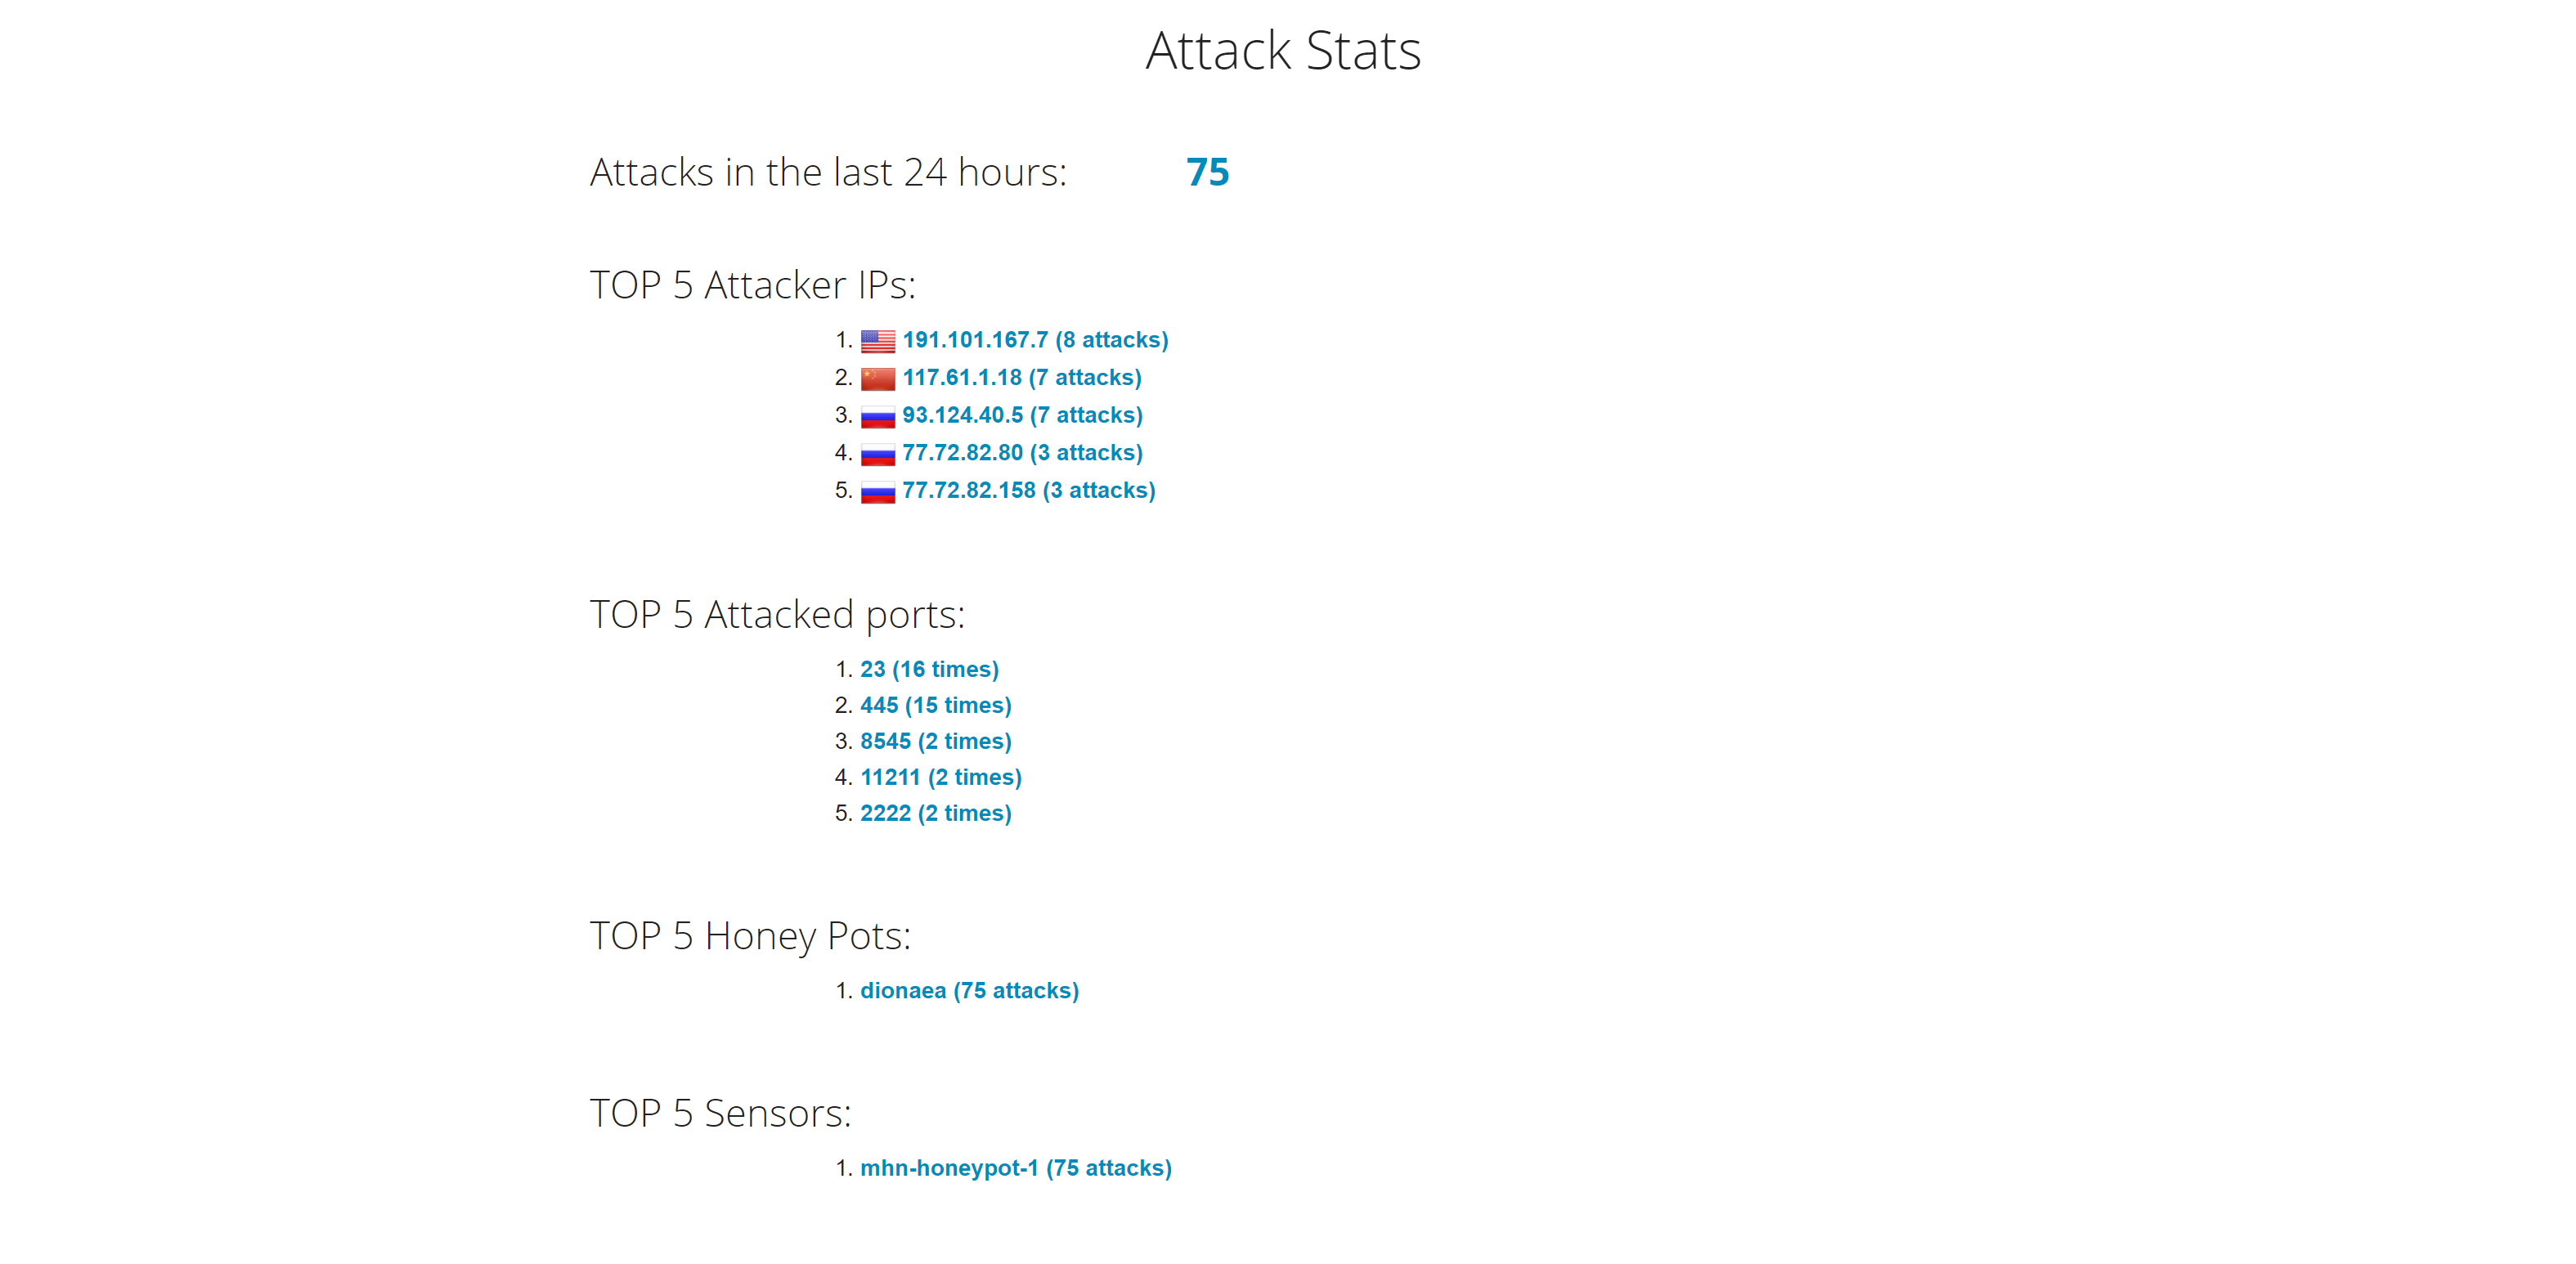 Attack Stats
Attacks in the last 24 hours: 75
TOP 5 Attacker IPs:
1. 191.101.167.7 (8 attacks)
2. 117.61.1.18 (7 attacks)
3. 93.124.40.5 (7 attacks)
4. 77.72.82.80 (3 attacks)
5. 77.72.82.158 (3 attacks)
TOP 5 Attacked ports:
1. 23 (16 times)
2. 445 (15 times)
3. 8545 (2 times)
4. 11211 (2 times)
5. 2222 (2 times)
TOP 5 Honey Pots:
1. dionaea (75 attacks)
TOP 5 Sensors:
1. mhn-honeypot-1 (75 attacks)